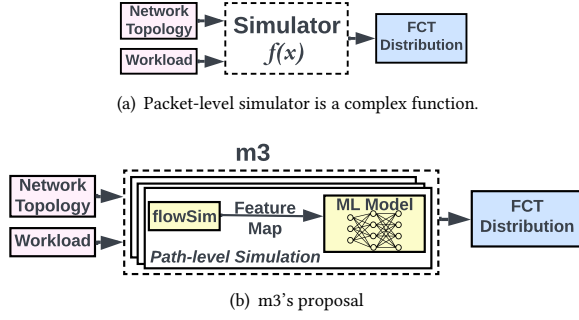 Network
Topology
Workload
Simulator
f(x)
FCT
Distribution
(a) Packet-level simulator is a complex function.
m3
Network
Topology
Workload
flowSim
Feature
Map
ML Model
Path-level Simulation
FCT
Distribution
(b) m3's proposal